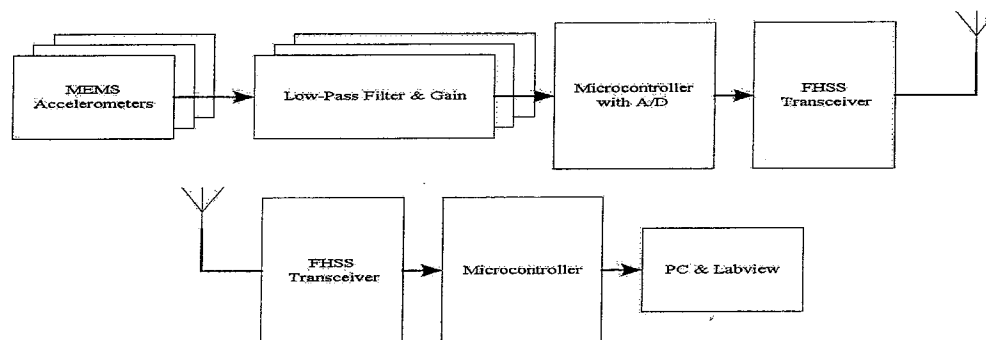 MEMS
Accelerometers
Low-Pass Filter & Gain
Microcontroller
with A/D
FHSS
Transceiver
FHSS
Transceiver
Microcontroller
PC & Labview